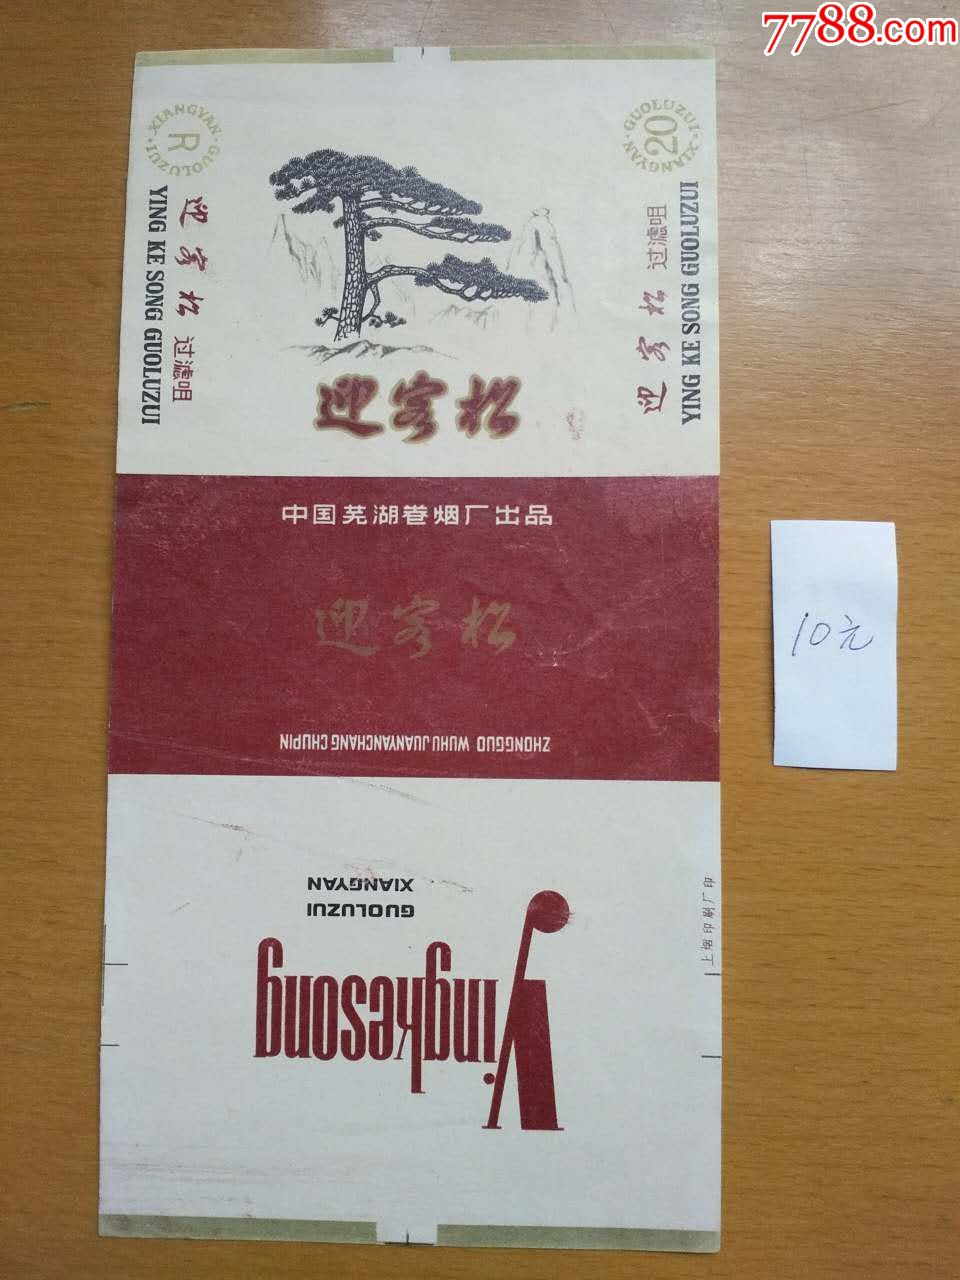 7788.com
XIANGYAN · GUOLUZUI ·
R
迎客松 过滤咀
YING KE SONG GUOLUZUI
GUOLUZUI · XIANGYAN ·
20
迎客松 过滤咀
YING KE SONG GUOLUZUI
迎客松
中国芜湖卷烟厂出品
迎客松
ZHONGGUO WUHU JUANYANCHANG CHUPIN
10元
Yingkesong
GUOLUZUI
XIANGYAN